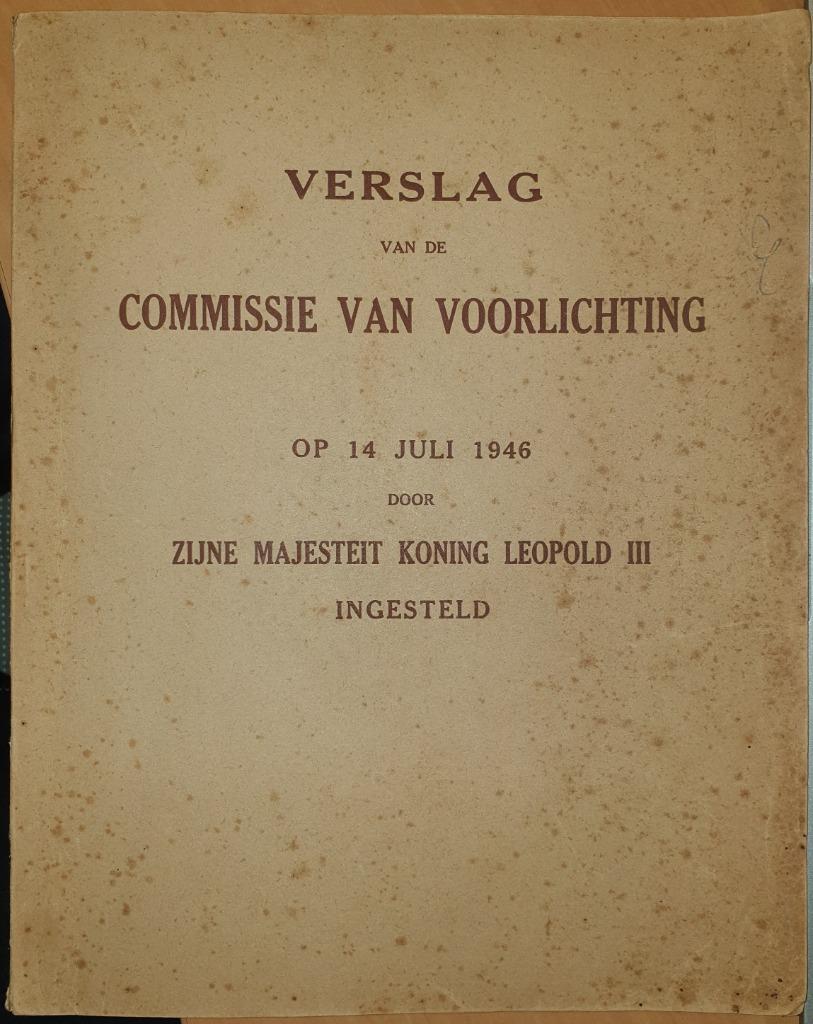 VERSLAG
VAN DE
COMMISSIE VAN VOORLICHTING
OP 14 JULI 1946
DOOR
ZIJNE MAJESTEIT KONING LEOPOLD III
INGESTELD